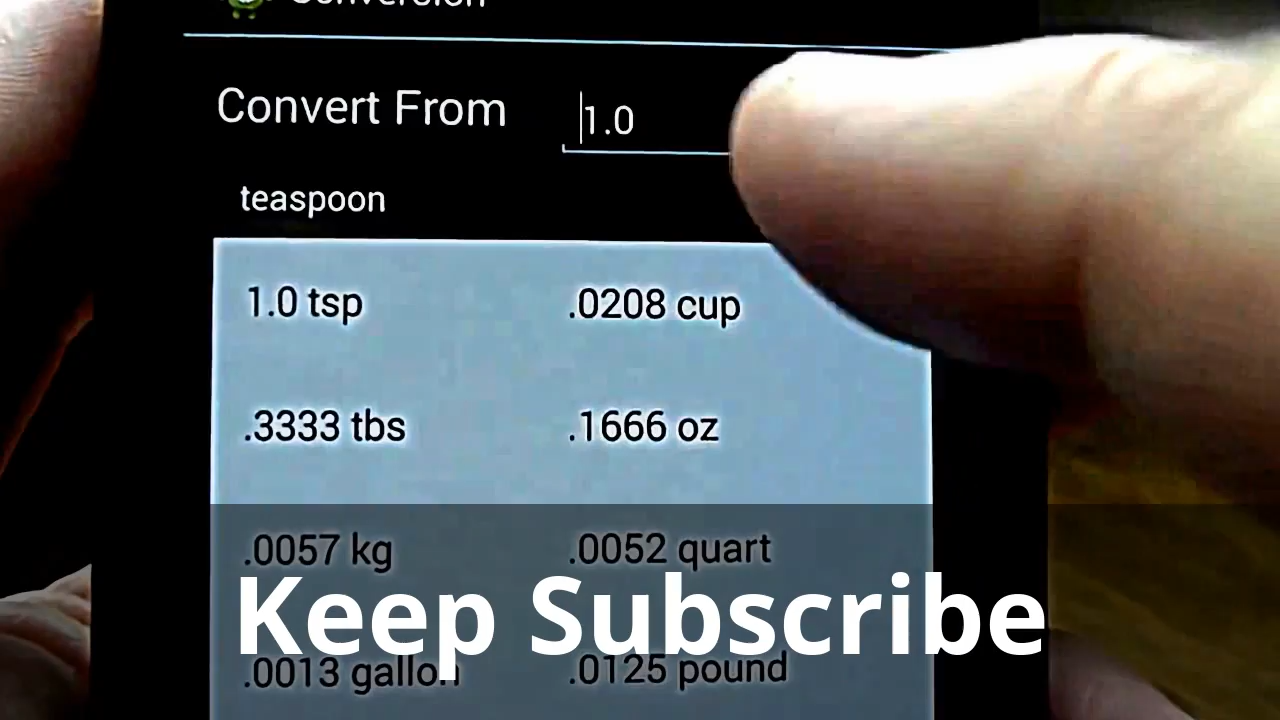 Conversion
Convert From 1.0
teaspoon
1.0 tsp .0208 cup
.3333 tbs .1666 oz
.0057 kg .0052 quart
Keep Subscribe
.0013 gallon .0125 pound